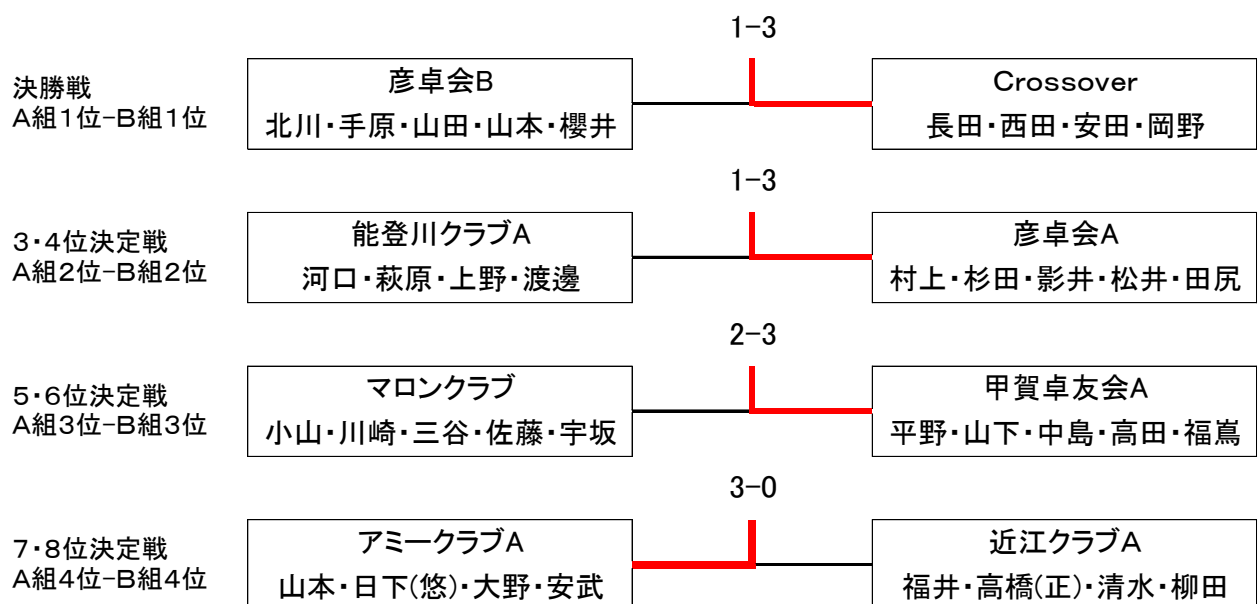 1-3
決勝戦
A組1位-B組1位
彦卓会B
北川・手原・山田・山本・櫻井
Crossover
長田・西田・安田・岡野
1-3
3・4位決定戦
A組2位-B組2位
能登川クラブA
河口・萩原・上野・渡邊
彦卓会A
村上・杉田・影井・松井・田尻
2-3
5・6位決定戦
A組3位-B組3位
マロンクラブ
小山・川崎・三谷・佐藤・宇坂
甲賀卓友会A
平野・山下・中島・高田・福嶌
3-0
7・8位決定戦
A組4位-B組4位
アミークラブA
山本・日下(悠)・大野・安武
近江クラブA
福井・高橋(正)・清水・柳田